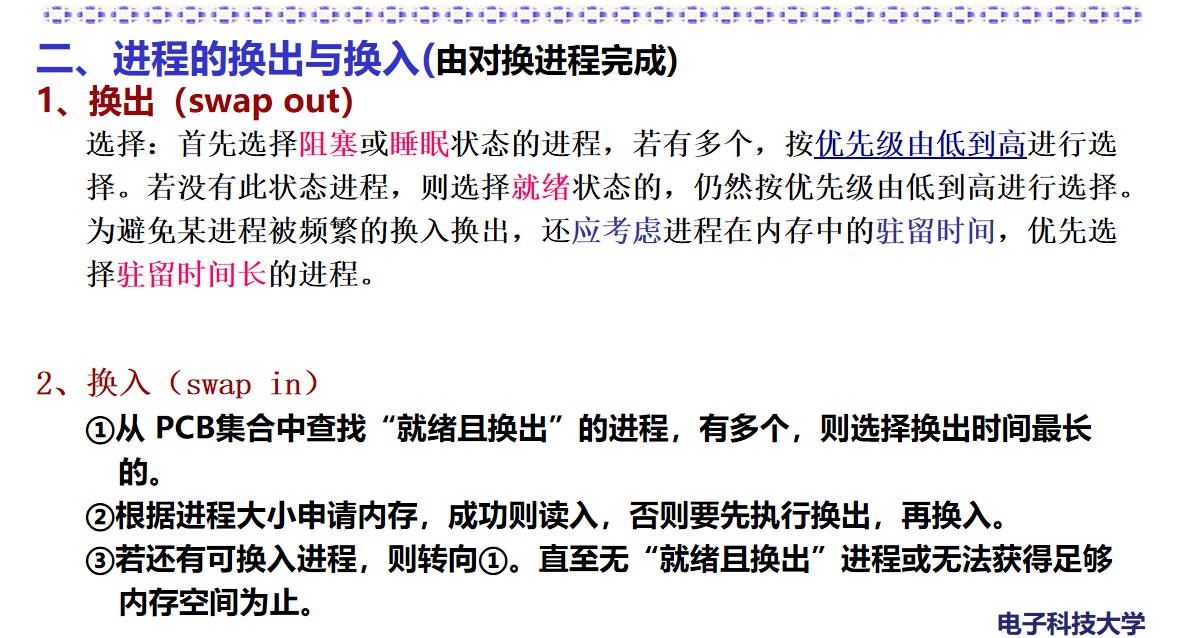 二、进程的换出与换入(由对换进程完成)
1、换出（swap out）
选择：首先选择阻塞或睡眠状态的进程，若有多个，按优先级由低到高进行选
择。若没有此状态进程，则选择就绪状态的，仍然按优先级由低到高进行选择。
为避免某进程被频繁的换入换出，还应考虑进程在内存中的驻留时间，优先选
择驻留时间长的进程。
2、换入（swap in）
①从 PCB集合中查找“就绪且换出”的进程，有多个，则选择换出时间最长
的。
②根据进程大小申请内存，成功则读入，否则要先执行换出，再换入。
③若还有可换入进程，则转向①。直至无“就绪且换出”进程或无法获得足够
内存空间为止。
电子科技大学